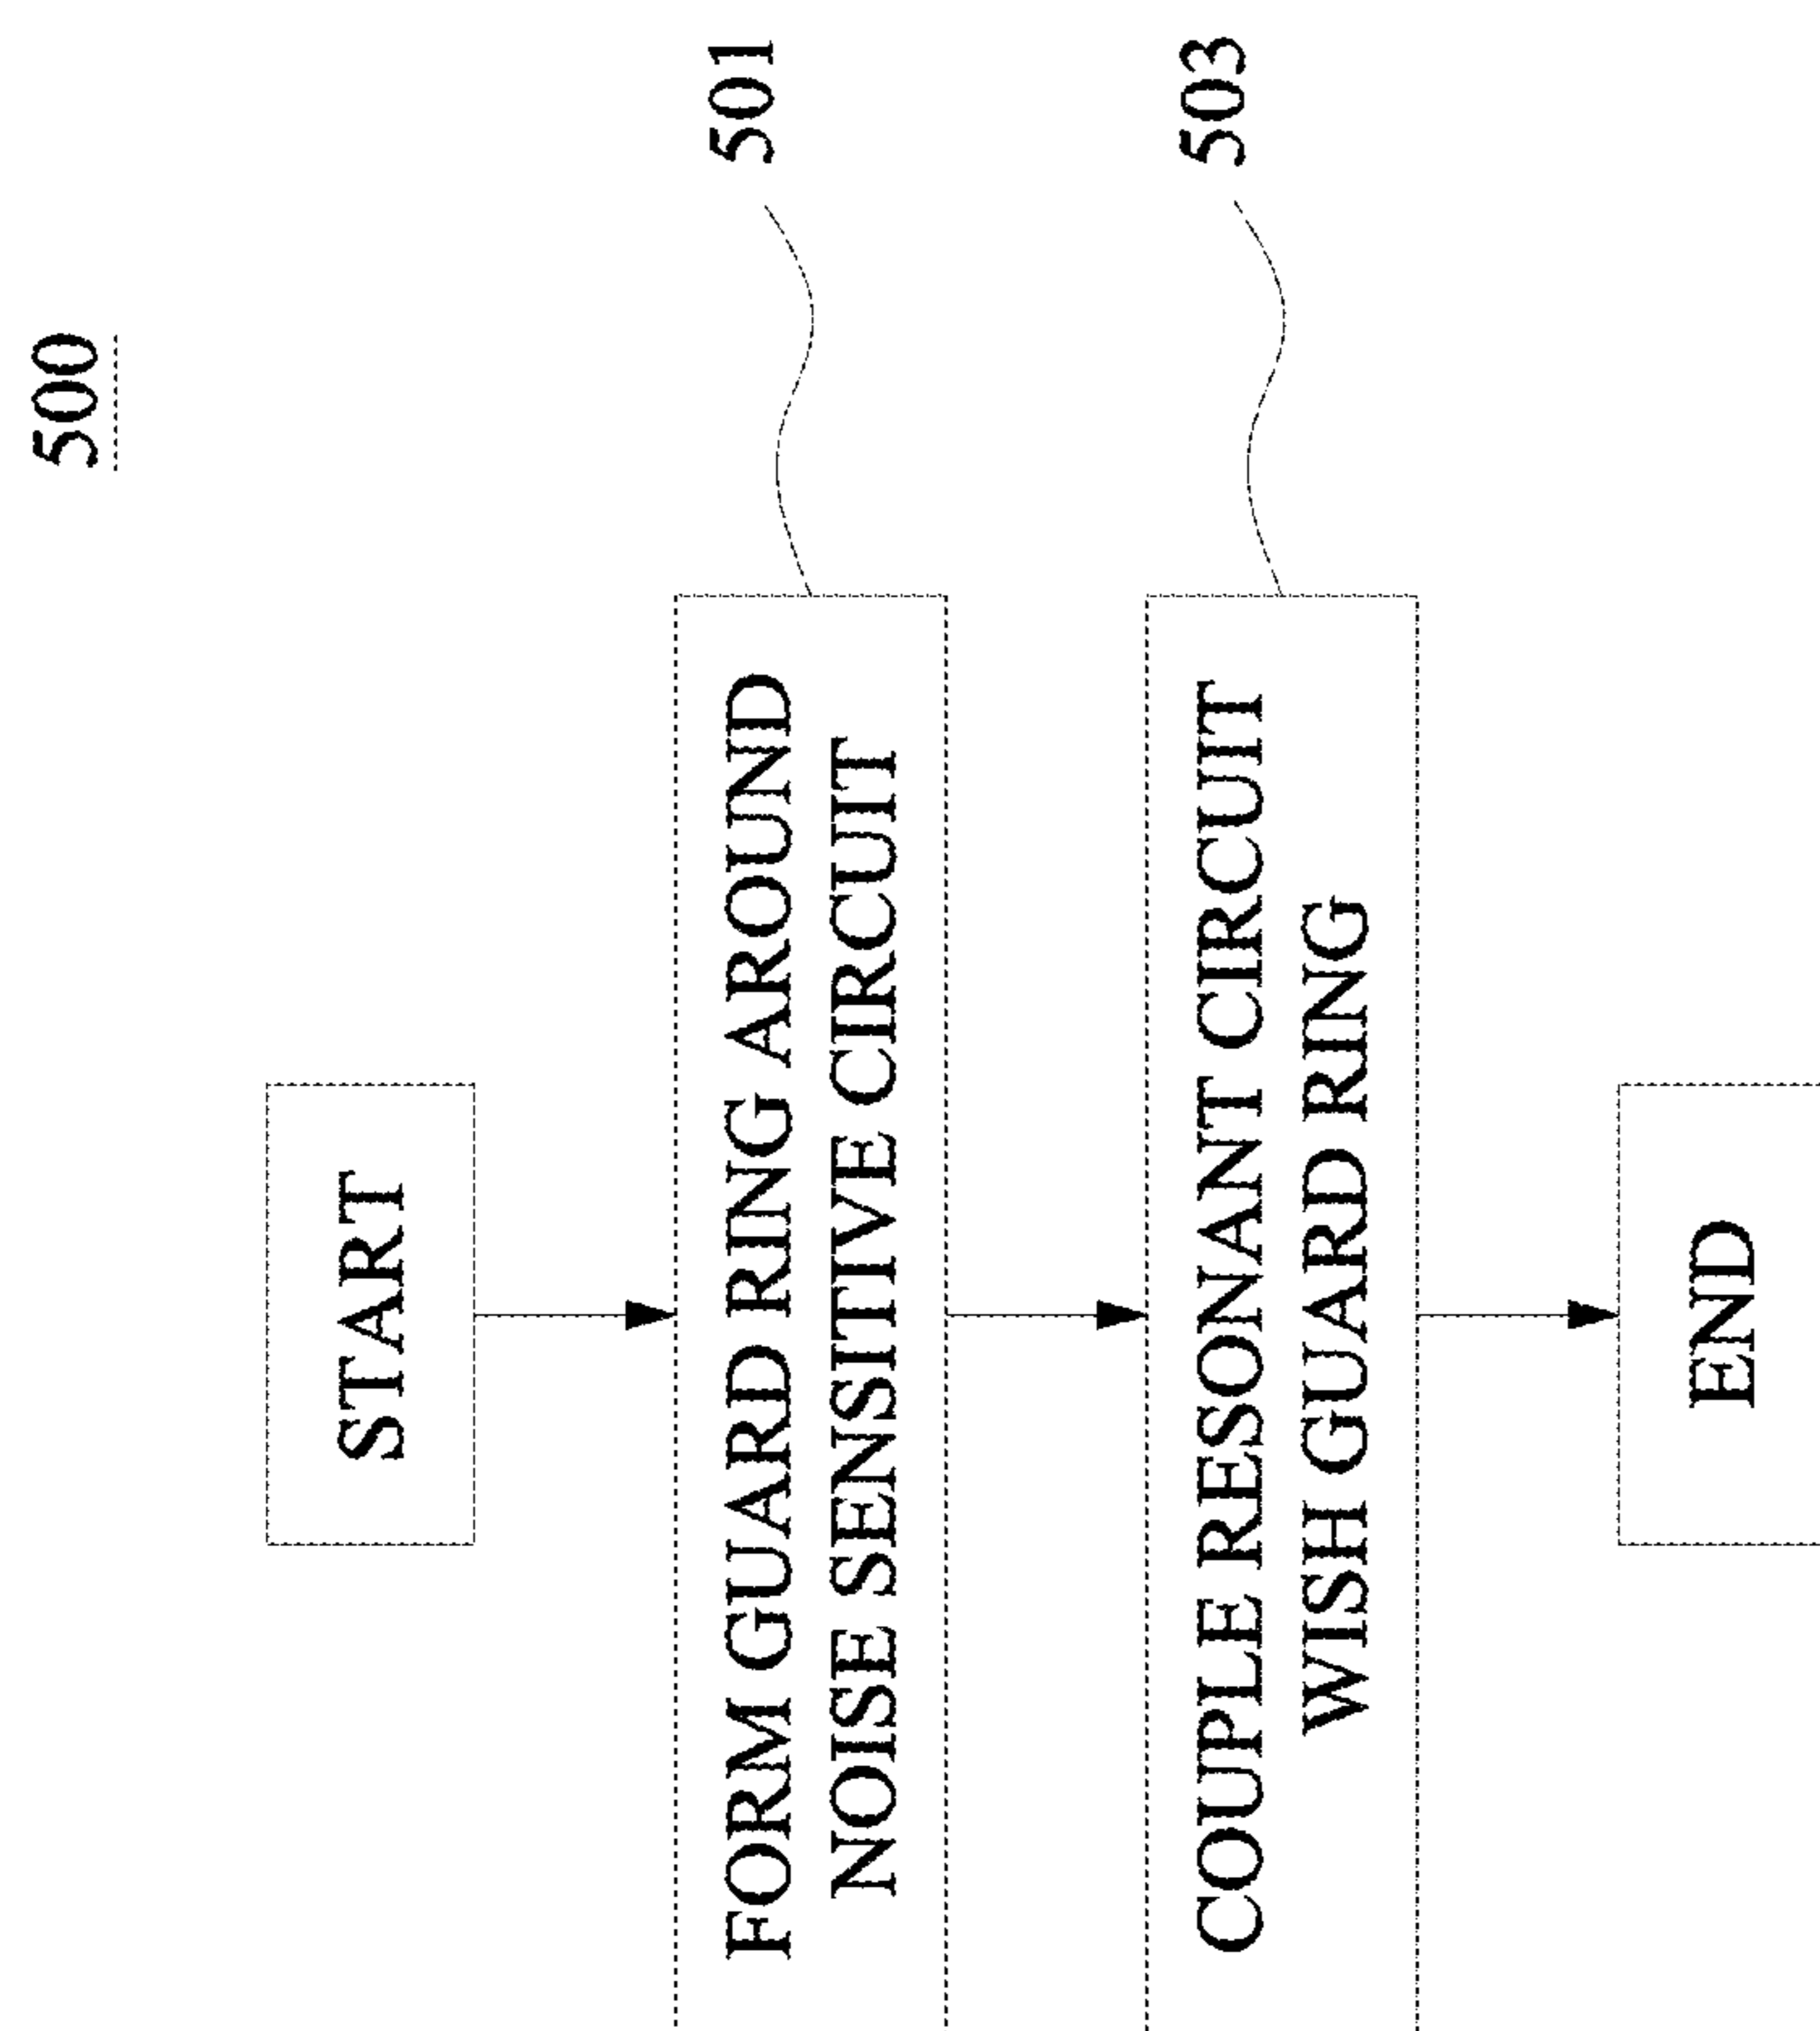 500
START
FORM GUARD RING AROUND
NOISE SENSITIVE CIRCUIT
501
COUPLE RESONANT CIRCUIT
WISH GUARD RING
503
END